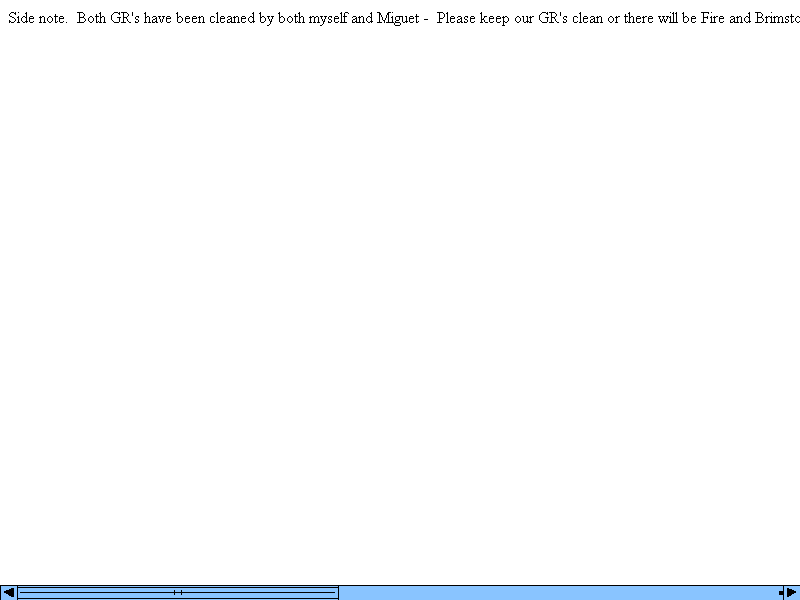 Side note.  Both GR's have been cleaned by both myself and Miguet -  Please keep our GR's clean or there will be Fire and Brimsto